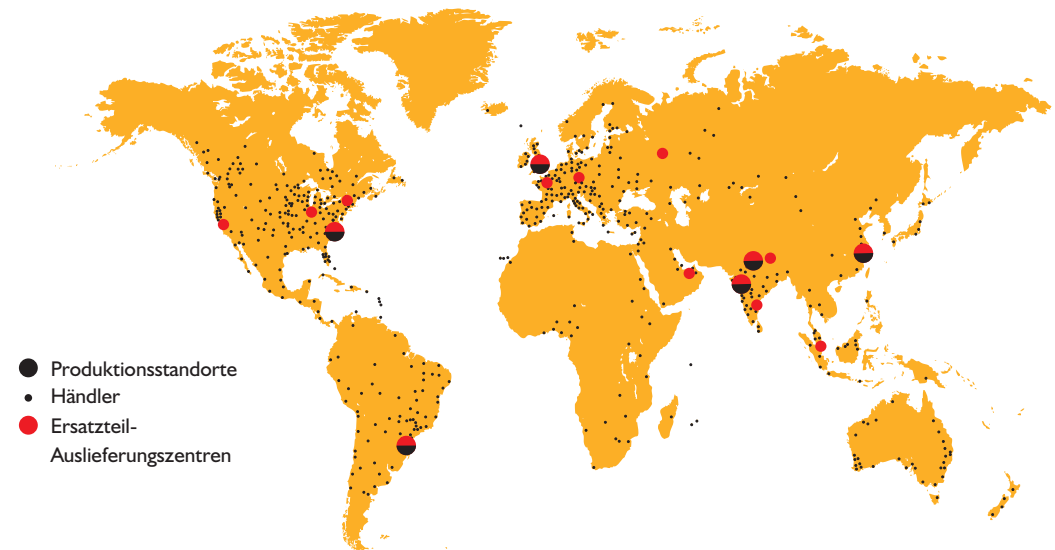 Produktionsstandorte
Händler
Ersatzteil-
Auslieferungszentren